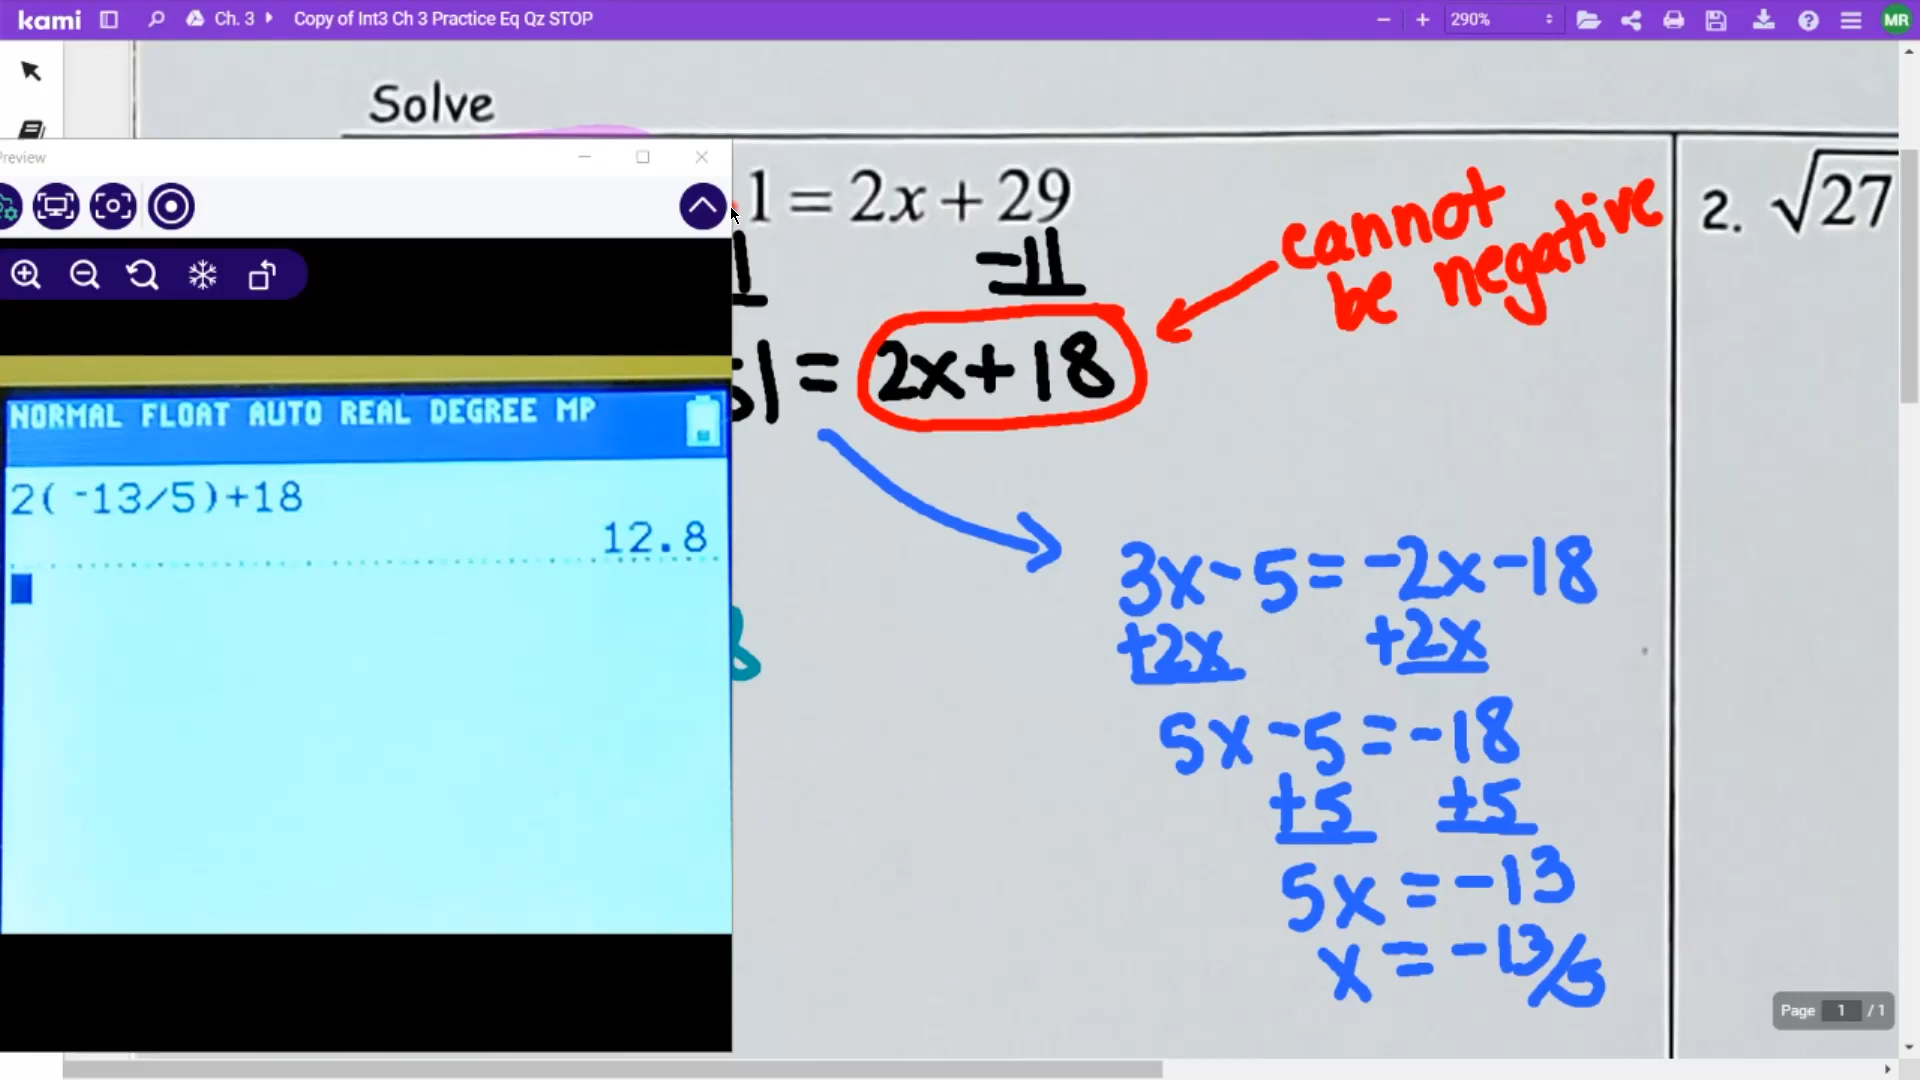 kami Ch. 3 Copy of Int3 Ch 3 Practice Eq Qz STOP 290% MR
Solve
Preview
1 = 2x + 29
-11
5| = 2x+18
cannot
be negative
2. √27
NORMAL FLOAT AUTO REAL DEGREE MP
2(-13/5)+18
12.8
3x-5=-2x-18
+2x +2x
5x-5=-18
+5 +5
5x=-13
x=-13/5
Page 1 / 1